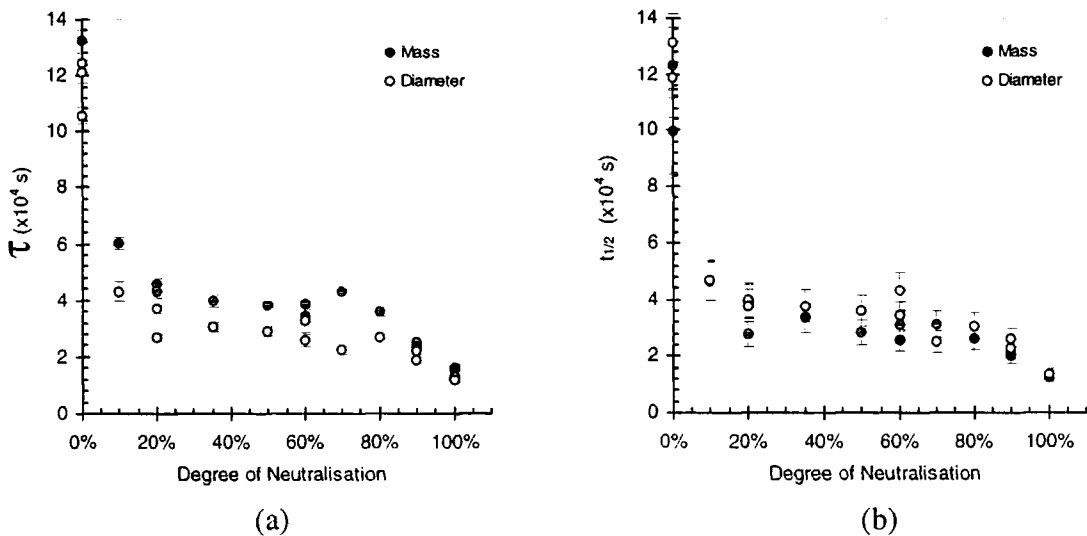 14
12
10
8
6
4
2
0
τ (x10⁴ s)
Mass
Diameter
0% 20% 40% 60% 80% 100%
Degree of Neutralisation
(a)
14
12
10
8
6
4
2
0
t1/2 (x10⁴ s)
Mass
Diameter
0% 20% 40% 60% 80% 100%
Degree of Neutralisation
(b)